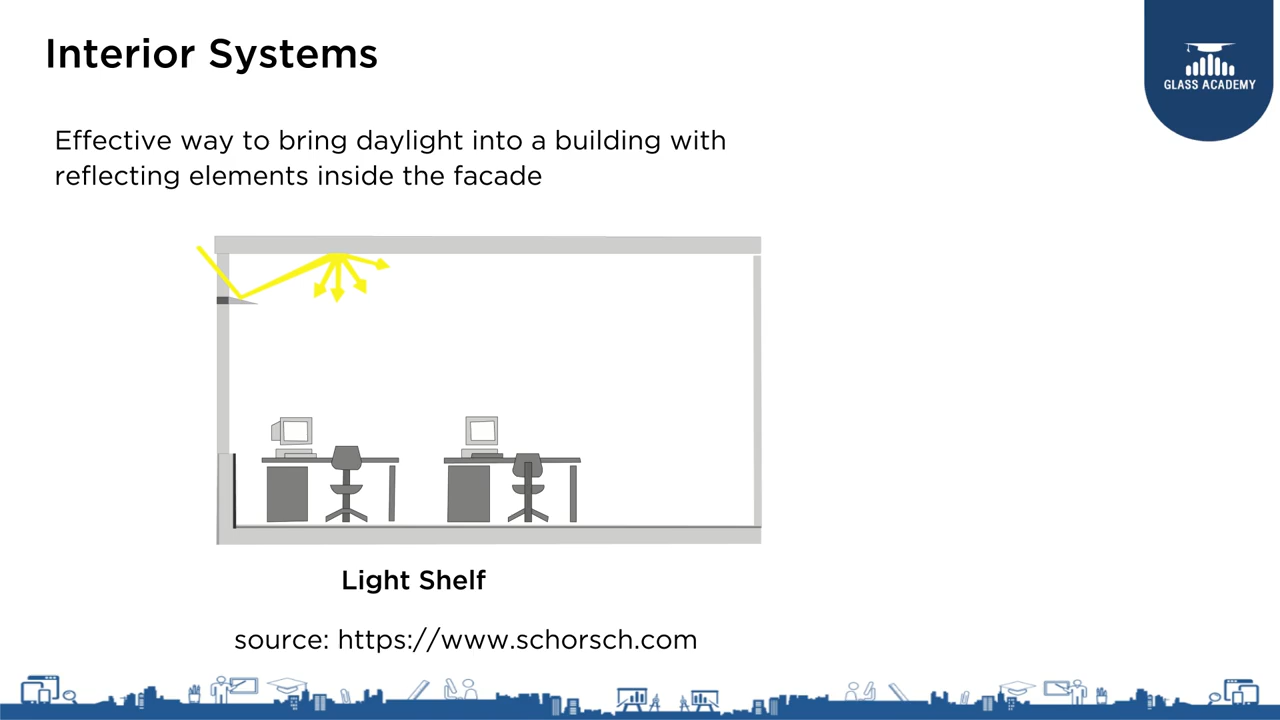 Interior Systems
GLASS ACADEMY
Effective way to bring daylight into a building with
reflecting elements inside the facade
Light Shelf
source: https://www.schorsch.com